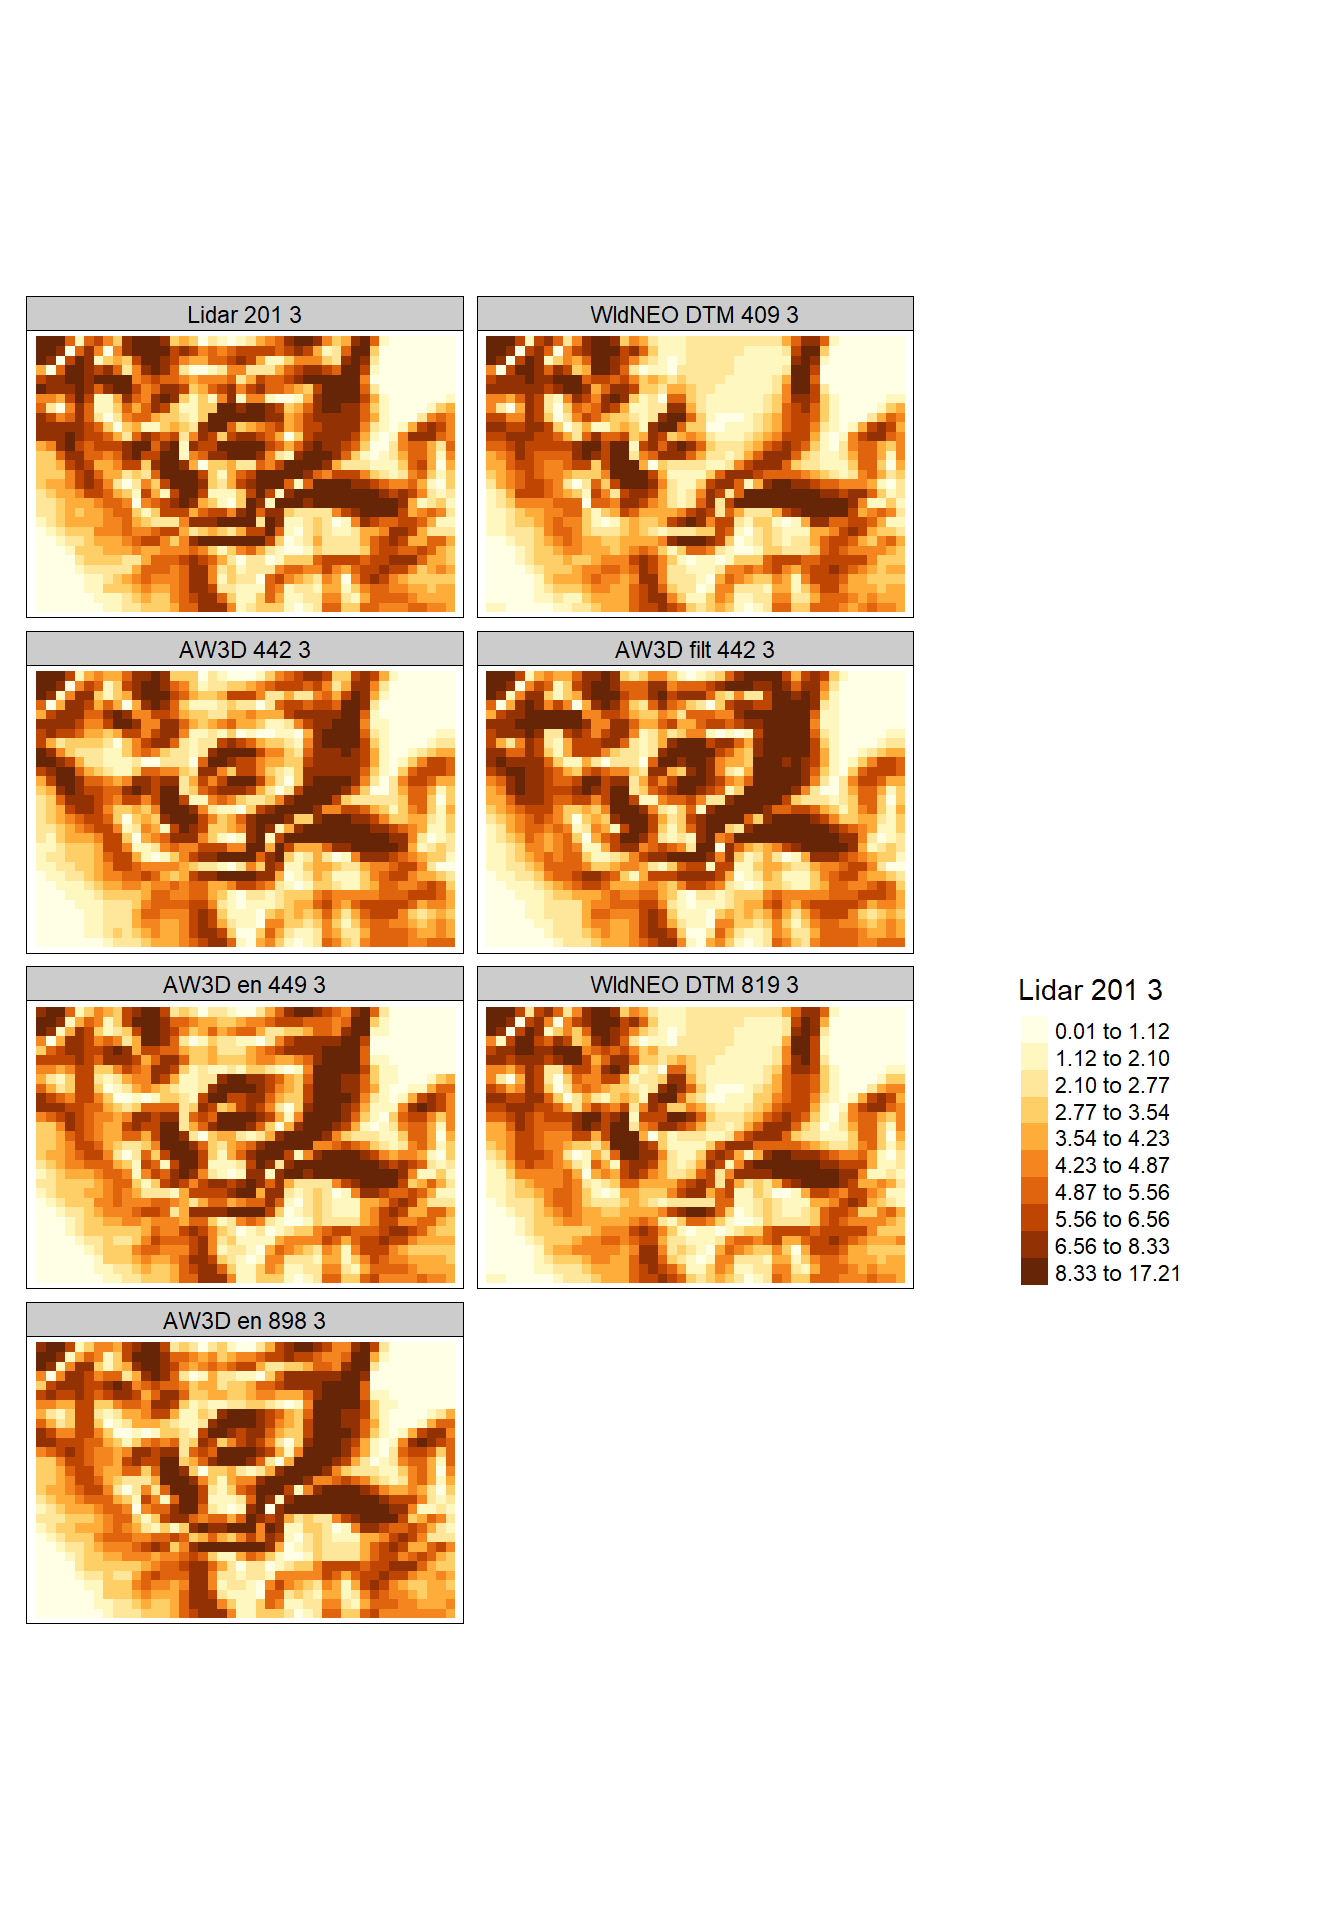 Lidar 201 3
WldNEO DTM 409 3
AW3D 442 3
AW3D filt 442 3
AW3D en 449 3
WldNEO DTM 819 3
AW3D en 898 3
Lidar 201 3
0.01 to 1.12
1.12 to 2.10
2.10 to 2.77
2.77 to 3.54
3.54 to 4.23
4.23 to 4.87
4.87 to 5.56
5.56 to 6.56
6.56 to 8.33
8.33 to 17.21